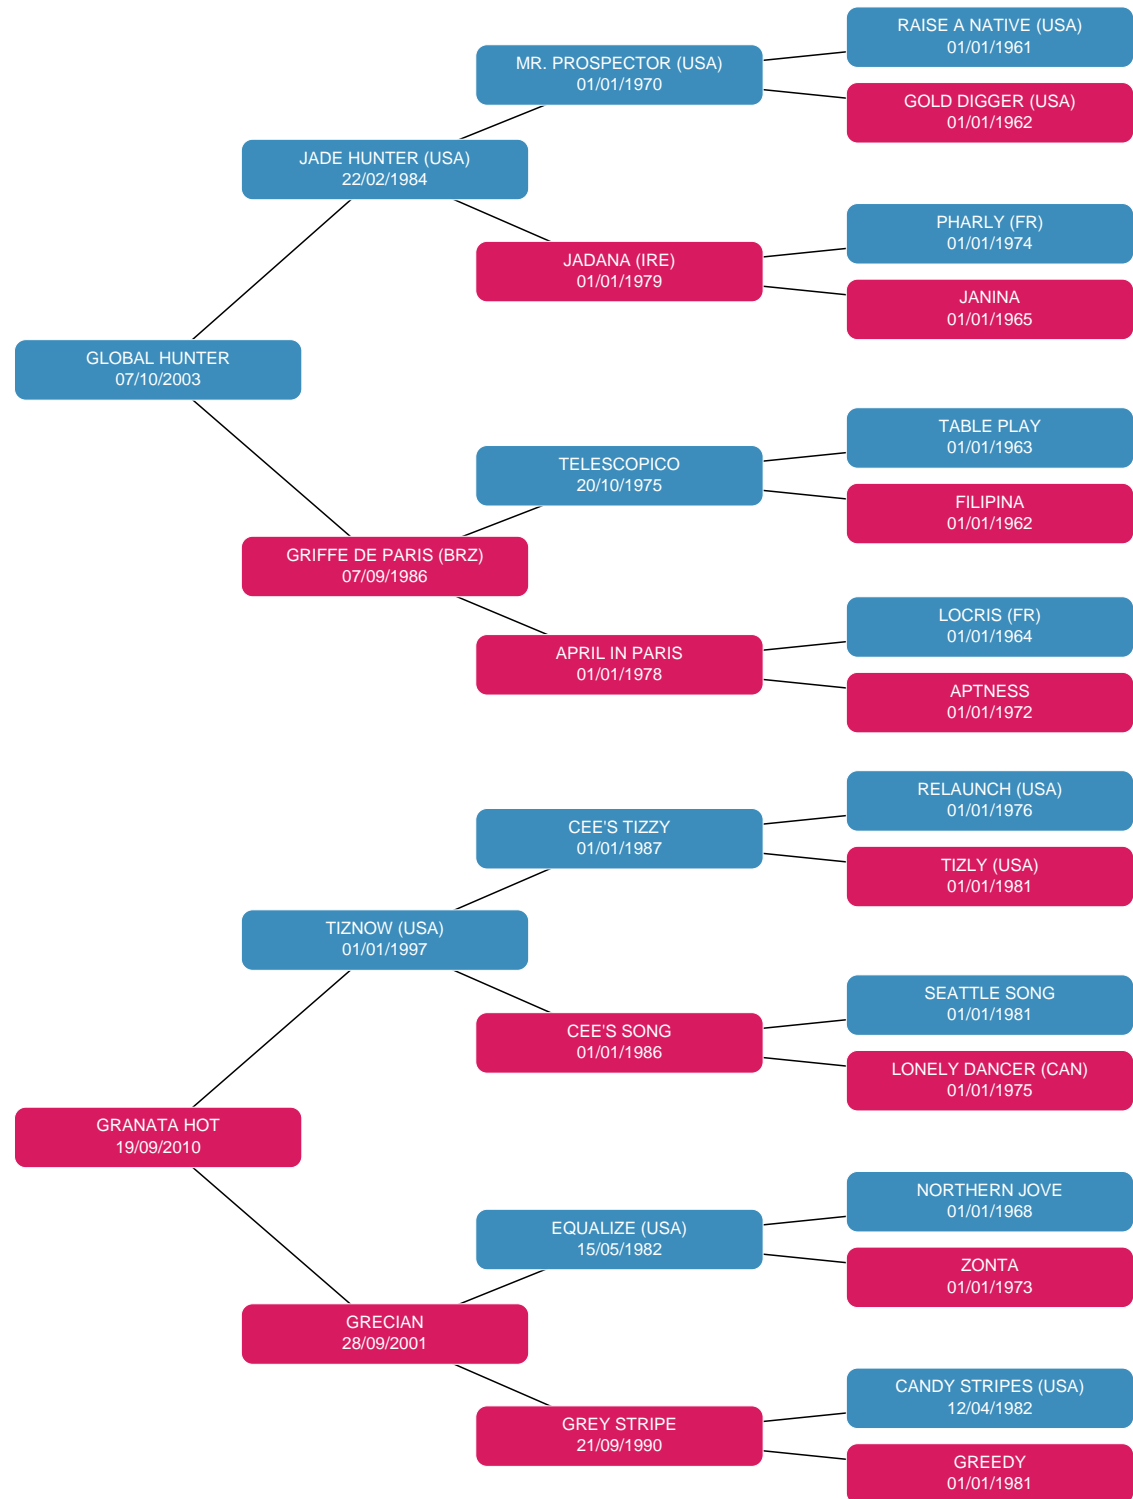 RAISE A NATIVE (USA)
01/01/1961
MR. PROSPECTOR (USA)
01/01/1970
GOLD DIGGER (USA)
01/01/1962
JADE HUNTER (USA)
22/02/1984
PHARLY (FR)
01/01/1974
JADANA (IRE)
01/01/1979
JANINA
01/01/1965
GLOBAL HUNTER
07/10/2003
TABLE PLAY
01/01/1963
TELESCOPICO
20/10/1975
FILIPINA
01/01/1962
GRIFFE DE PARIS (BRZ)
07/09/1986
LOCRIS (FR)
01/01/1964
APRIL IN PARIS
01/01/1978
APTNESS
01/01/1972
RELAUNCH (USA)
01/01/1976
CEE'S TIZZY
01/01/1987
TIZLY (USA)
01/01/1981
TIZNOW (USA)
01/01/1997
SEATTLE SONG
01/01/1981
CEE'S SONG
01/01/1986
LONELY DANCER (CAN)
01/01/1975
GRANATA HOT
19/09/2010
NORTHERN JOVE
01/01/1968
EQUALIZE (USA)
15/05/1982
ZONTA
01/01/1973
GRECIAN
28/09/2001
CANDY STRIPES (USA)
12/04/1982
GREY STRIPE
21/09/1990
GREEDY
01/01/1981